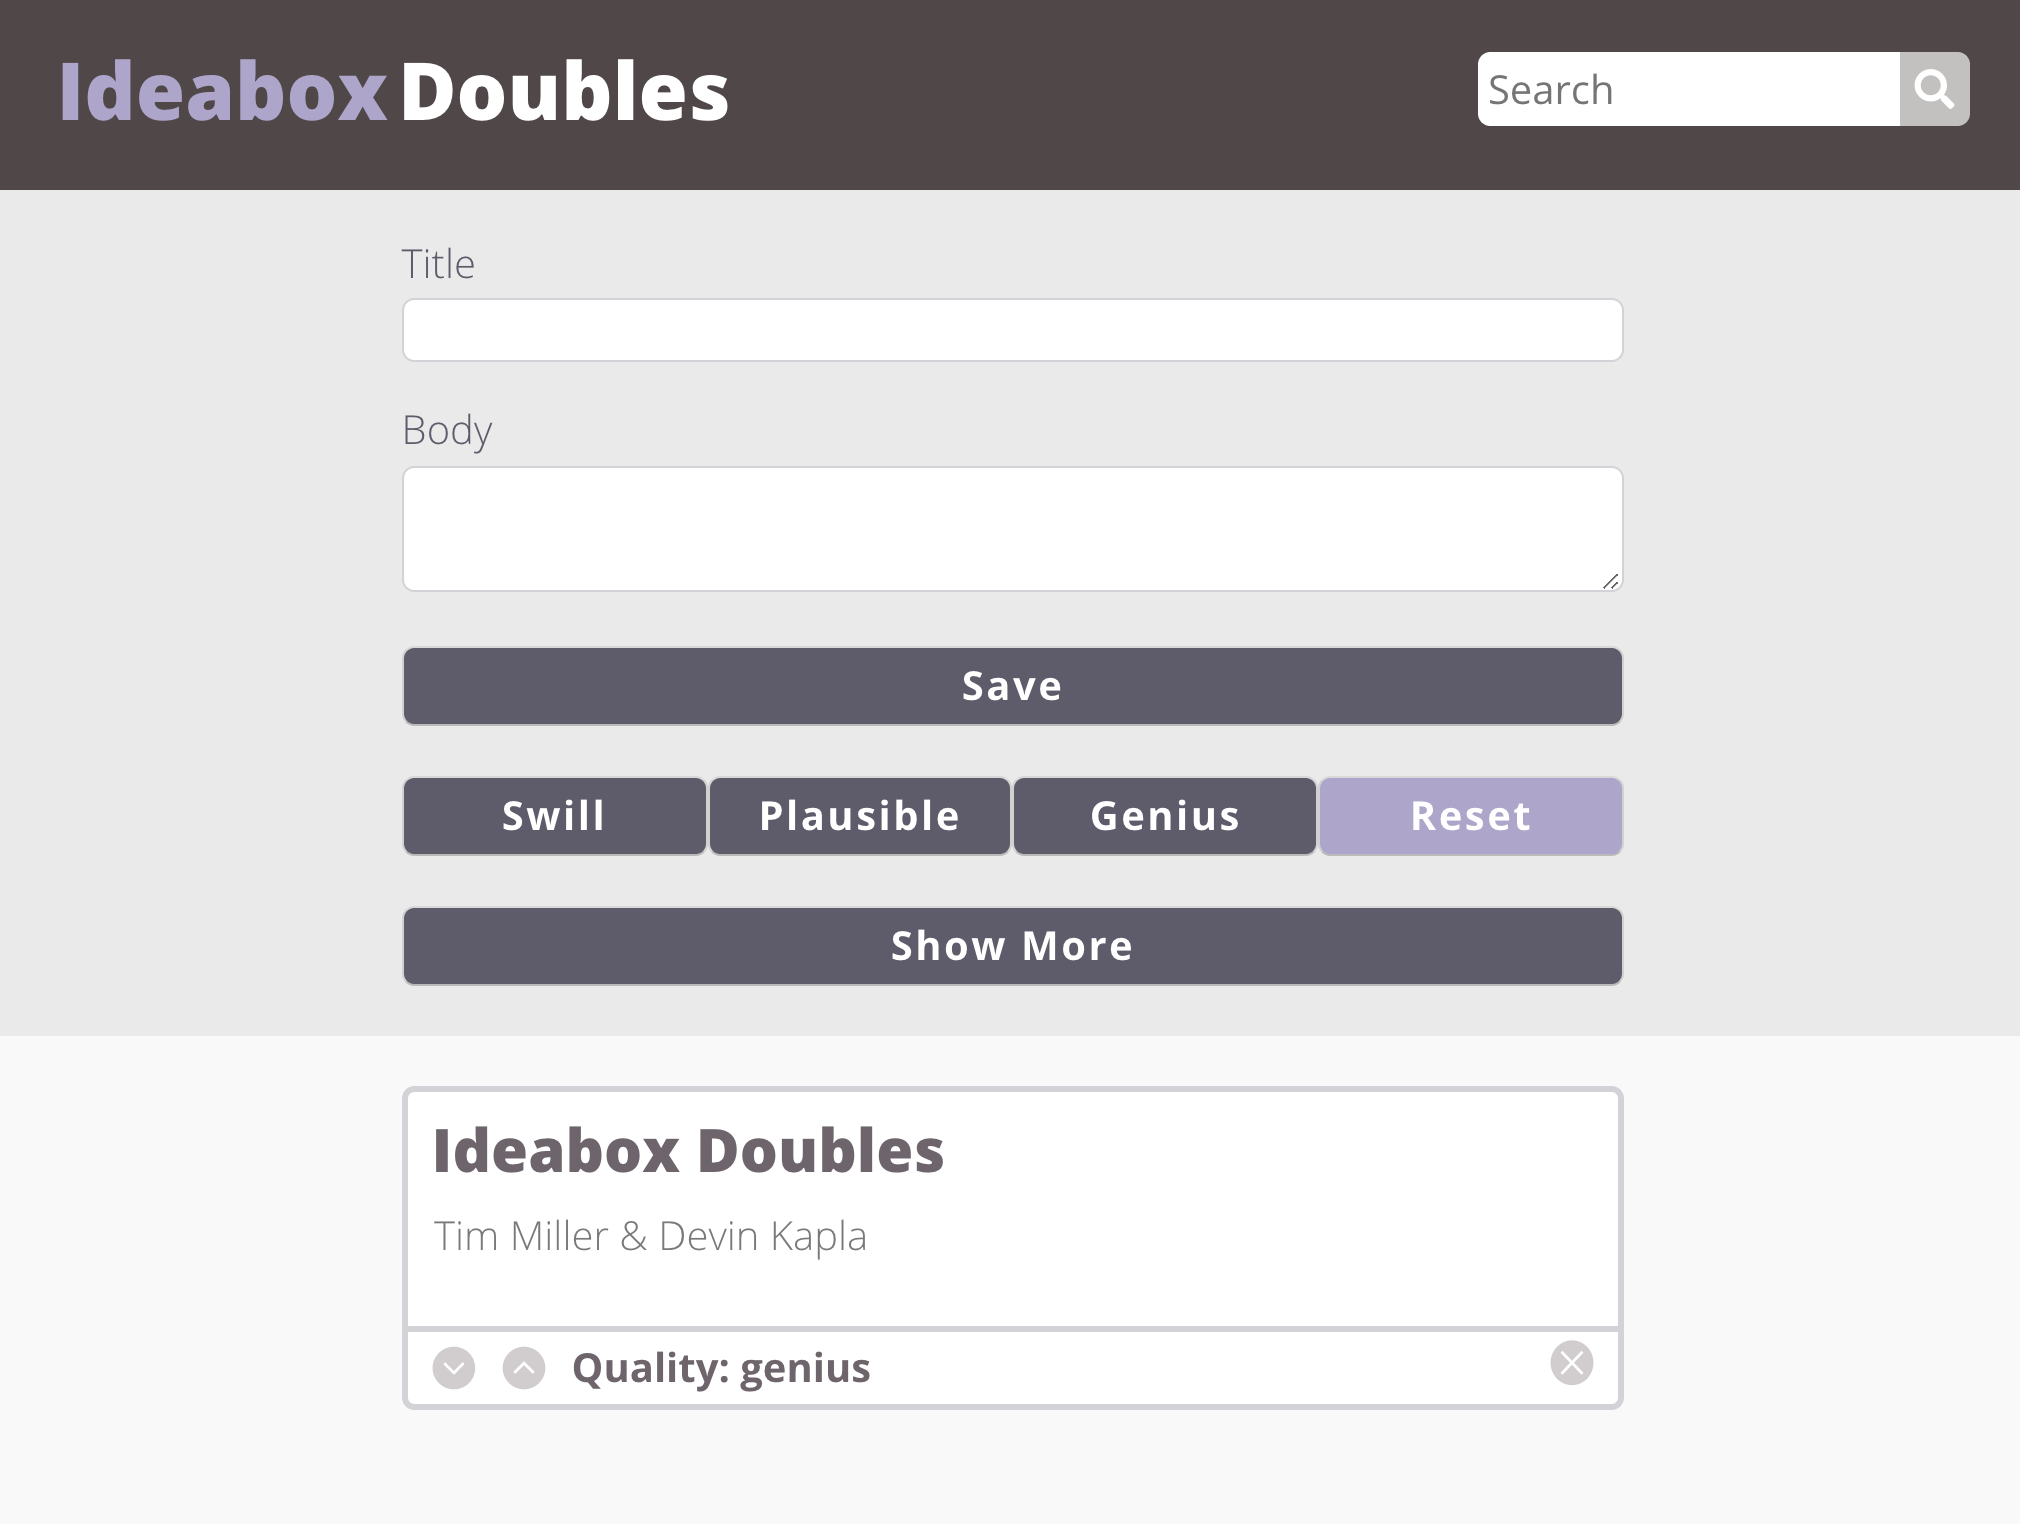 Ideabox Doubles
Search
Title
Body
Save
Swill Plausible Genius Reset
Show More
Ideabox Doubles
Tim Miller & Devin Kapla
Quality: genius